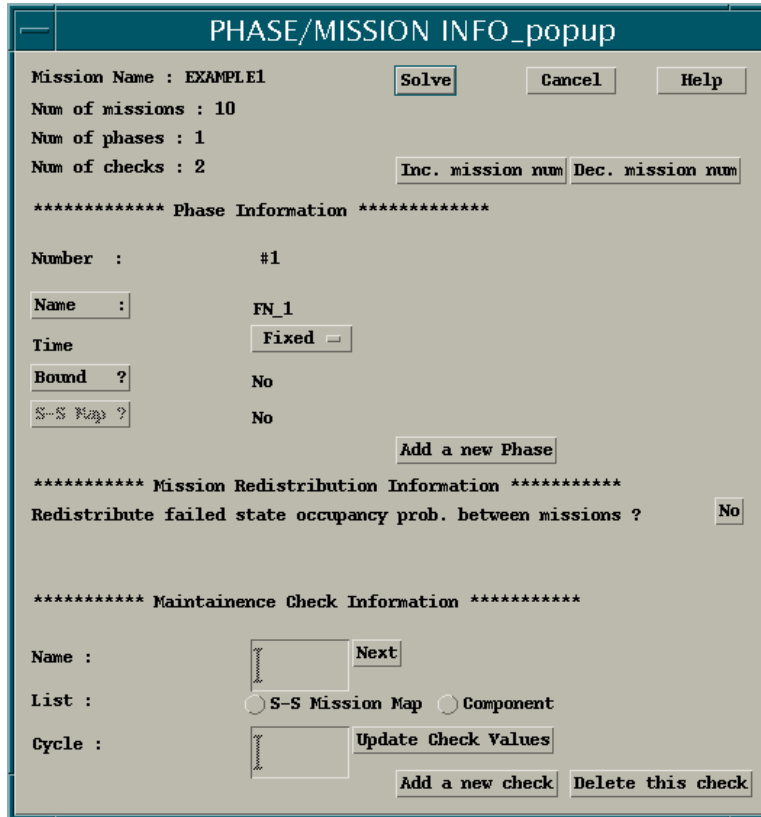 PHASE/MISSION INFO_popup
Mission Name : EXAMPLE1 Solve Cancel Help
Num of missions : 10
Num of phases : 1
Num of checks : 2 Inc. mission num Dec. mission num
************* Phase Information *************
Number : #1
Name : FN_1
Time Fixed
Bound ? No
S-S Map ? No
Add a new Phase
*********** Mission Redistribution Information ***********
Redistribute failed state occupancy prob. between missions ? No
*********** Maintainence Check Information ***********
Name : Next
List : S-S Mission Map Component
Cycle : Update Check Values
Add a new check Delete this check